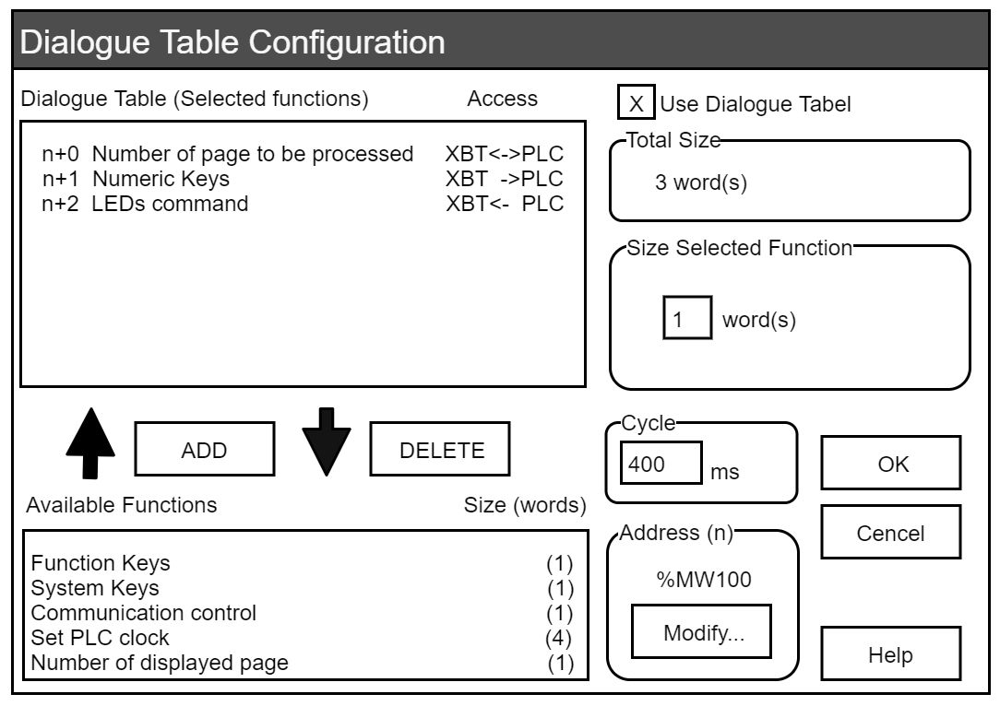 Dialogue Table Configuration
Dialogue Table (Selected functions) Access
n+0 Number of page to be processed XBT<->PLC
n+1 Numeric Keys XBT ->PLC
n+2 LEDs command XBT<- PLC
X Use Dialogue Tabel
Total Size
3 word(s)
Size Selected Function
1 word(s)
ADD
DELETE
Cycle
400 ms
OK
Cencel
Available Functions Size (words)
Function Keys (1)
System Keys (1)
Communication control (1)
Set PLC clock (4)
Number of displayed page (1)
Address (n)
%MW100
Modify...
Help